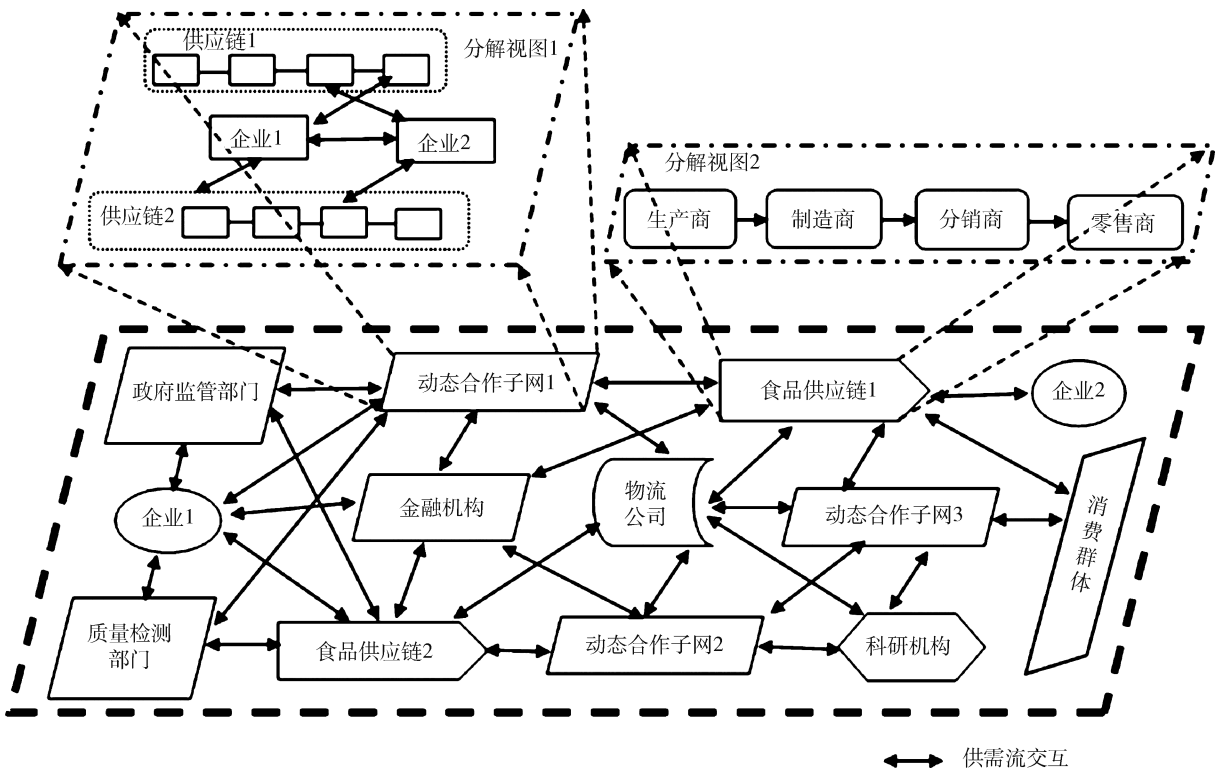 供应链1
分解视图1
企业1
企业2
供应链2
分解视图2
生产商
制造商
分销商
零售商
政府监管部门
动态合作子网1
食品供应链1
企业2
企业1
金融机构
物流
公司
动态合作子网3
消费群体
质量检测
部门
食品供应链2
动态合作子网2
科研机构
供需流交互